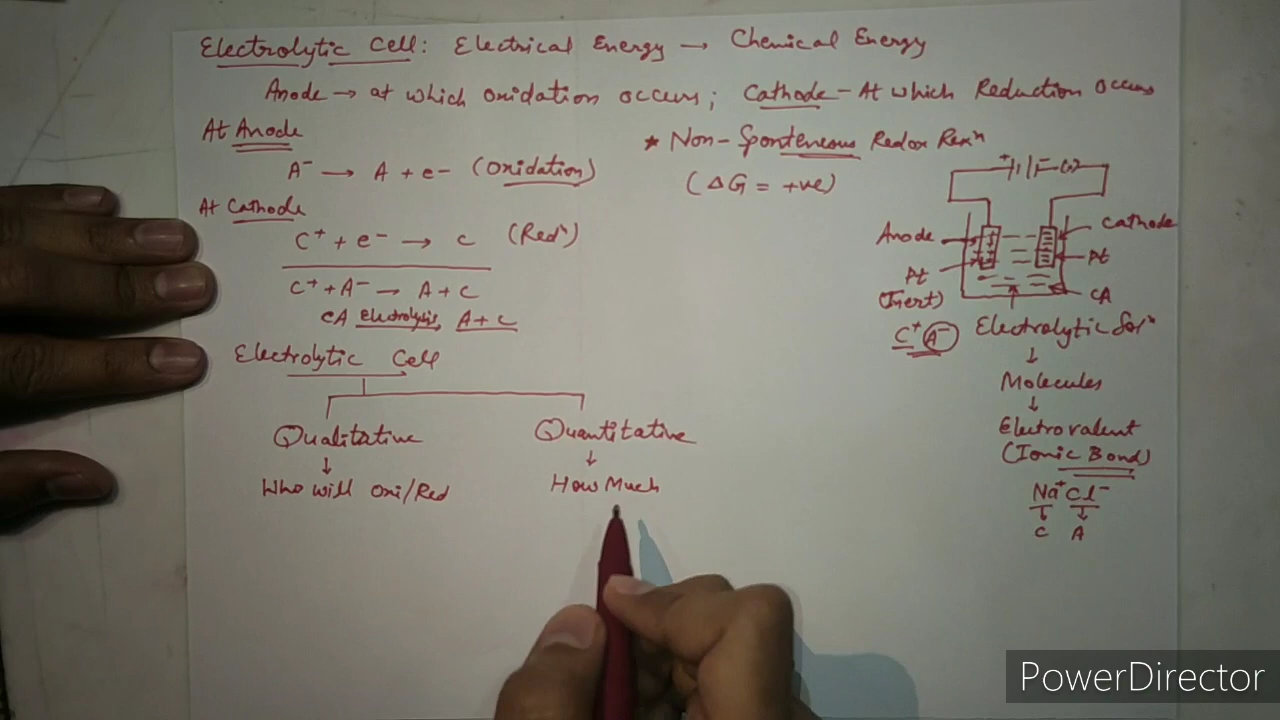 Electrolytic Cell: Electrical Energy → Chemical Energy
Anode → at which Oxidation occurs; Cathode - At which Reduction Occurs
At Anode
A⁻ → A + e- (Oxidation)
At Cathode
C⁺ + e⁻ → C (Redⁿ)
C⁺ + A⁻ → A + C
CA Electrolysis, A + C
* Non-Sponteneous Redox Rexⁿ
(ΔG = +ve)
+ -
Anode
Cathode
Pt
(Inert)
Pt
CA
C⁺ A⁻
Electrolytic Solⁿ
↓
Molecules
↓
Electrovalent
(Ionic Bond)
Na⁺Cl⁻
↓ ↓
C A
Electrolytic Cell
Qualitative Quantitative
↓ ↓
Who will Oxi/Red How Much
PowerDirector